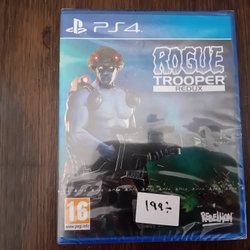 PS4
ROGUE
TROOPER
REDUX
16
www.pegi.info
199:-
REBELLION